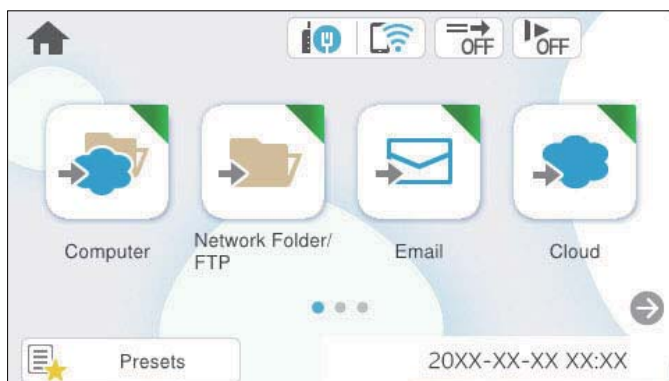 OFF
OFF
Computer
Network Folder/
FTP
Email
Cloud
Presets
20XX-XX-XX XX:XX